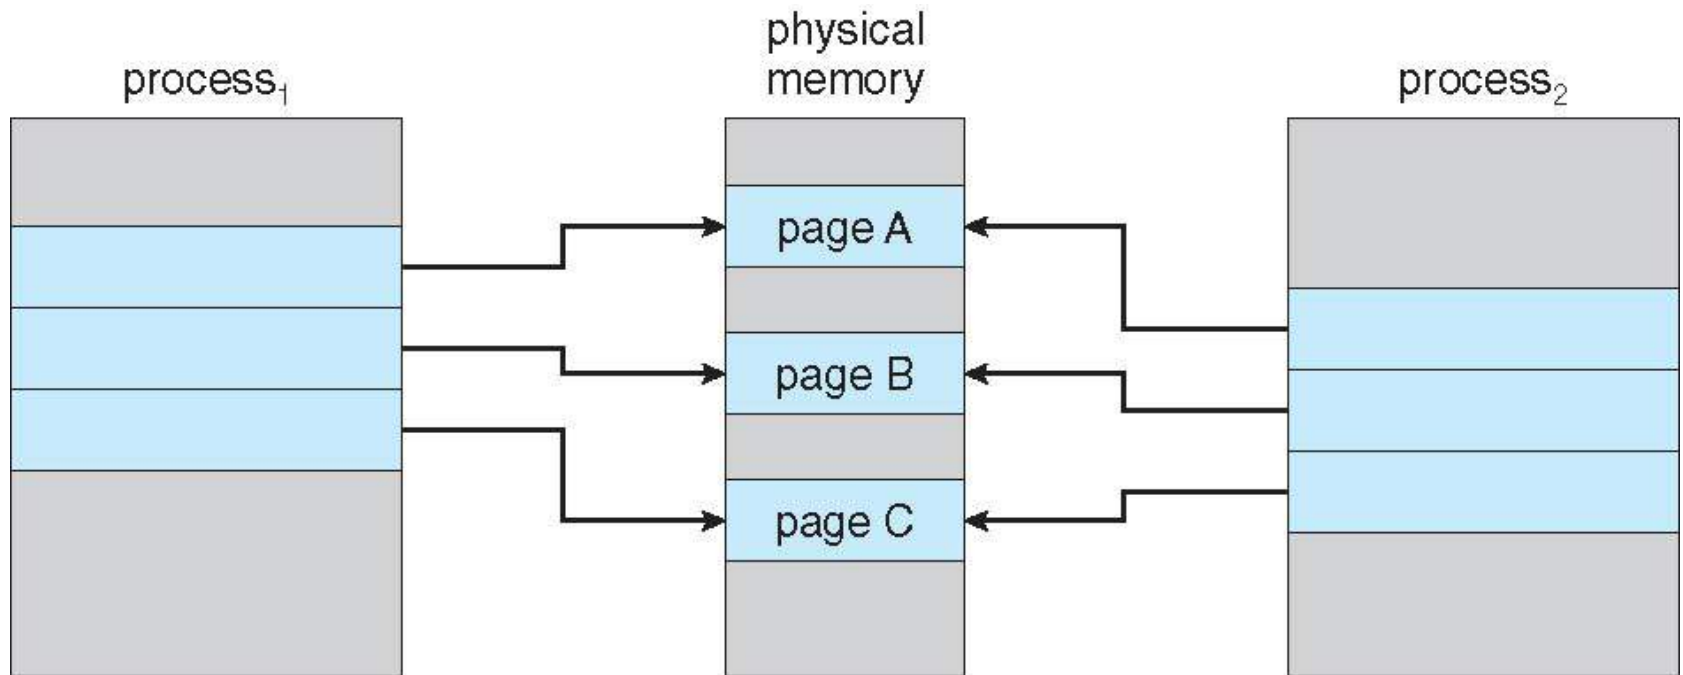 physical
memory
process₁
process₂
page A
page B
page C